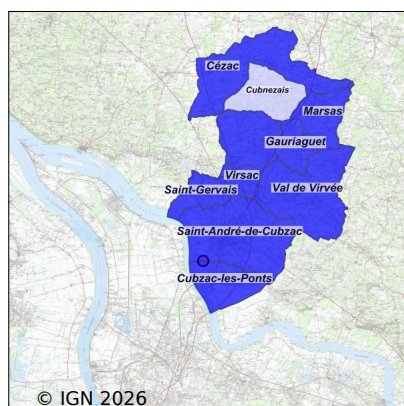 Cézac
Cubnezais
Marsas
Gauriaguet
Virsac
Saint-Gervais
Val de Virvée
Saint-André-de-Cubzac
Cubzac-les-Ponts
© IGN 2026